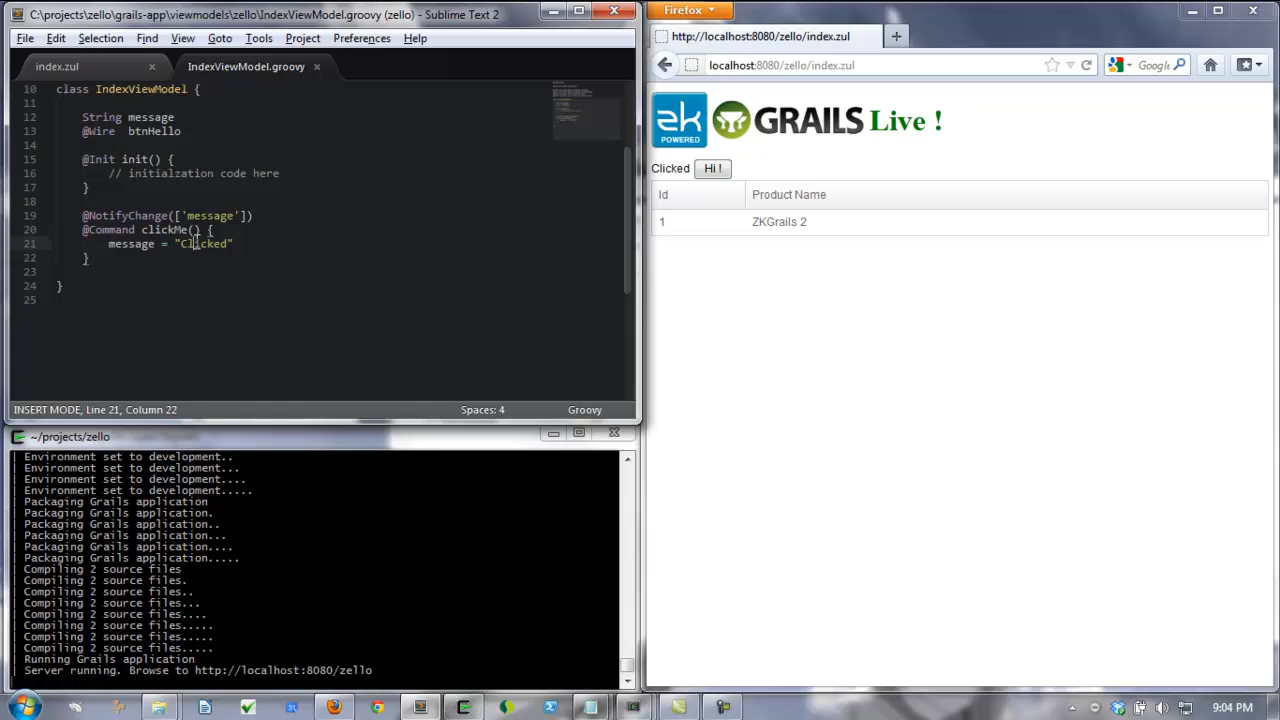 C:\projects\zello\grails-app\viewmodels\zello\IndexViewModel.groovy (zello) - Sublime Text 2
File Edit Selection Find View Goto Tools Project Preferences Help
index.zul × IndexViewModel.groovy ×
10 class IndexViewModel {
11
12 String message
13 @Wire btnHello
14
15 @Init init() {
16 // initialzation code here
17 }
18
19 @NotifyChange(['message'])
20 @Command clickMe() {
21 message = "Clicked"
22 }
23
24 }
25
INSERT MODE, Line 21, Column 22 Spaces: 4 Groovy
~/projects/zello
| Environment set to development..
| Environment set to development...
| Environment set to development....
| Environment set to development.....
| Packaging Grails application
| Packaging Grails application.
| Packaging Grails application..
| Packaging Grails application...
| Packaging Grails application....
| Packaging Grails application.....
| Compiling 2 source files
| Compiling 2 source files.
| Compiling 2 source files..
| Compiling 2 source files...
| Compiling 2 source files....
| Compiling 2 source files.....
| Compiling 2 source files.....
| Compiling 2 source files.....
| Running Grails application
| Server running. Browse to http://localhost:8080/zello
Firefox
http://localhost:8080/zello/index.zul
localhost:8080/zello/index.zul Google
zk POWERED GRAILS Live !
Clicked Hi !
Id Product Name
1 ZKGrails 2
9:04 PM